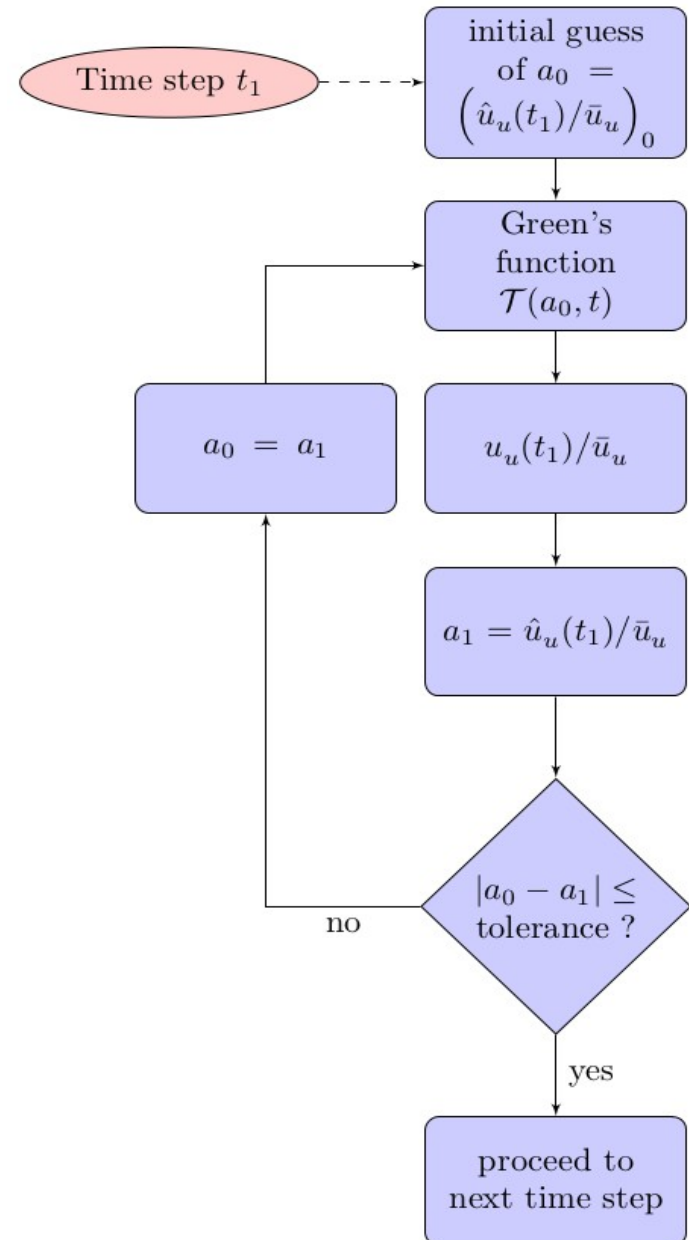 Time step t₁
initial guess
of a₀ =
(û_u(t₁)/ū_u)₀
Green's
function
𝒯(a₀, t)
a₀ = a₁
u_u(t₁)/ū_u
a₁ = û_u(t₁)/ū_u
|a₀ − a₁| ≤
tolerance ?
no
yes
proceed to
next time step